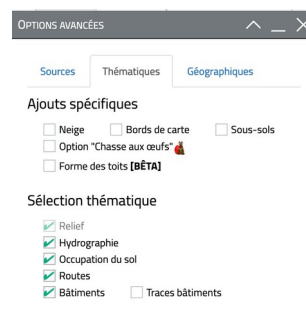 OPTIONS AVANCÉES
Sources Thématiques Géographiques
Ajouts spécifiques
Neige Bords de carte Sous-sols
Option "Chasse aux œufs"
Forme des toits [BÊTA]
Sélection thématique
Relief
Hydrographie
Occupation du sol
Routes
Bâtiments Traces bâtiments